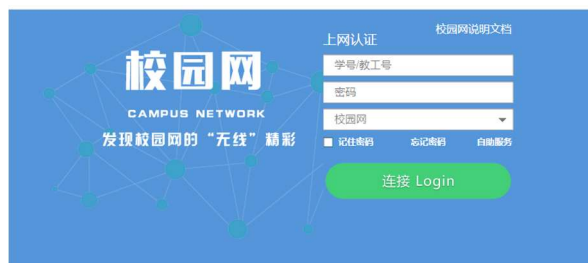 校园网说明文档
上网认证
校园网
CAMPUS NETWORK
发现校园网的“无线”精彩
学号/教工号
密码
校园网
记住密码 忘记密码 自助服务
连接 Login